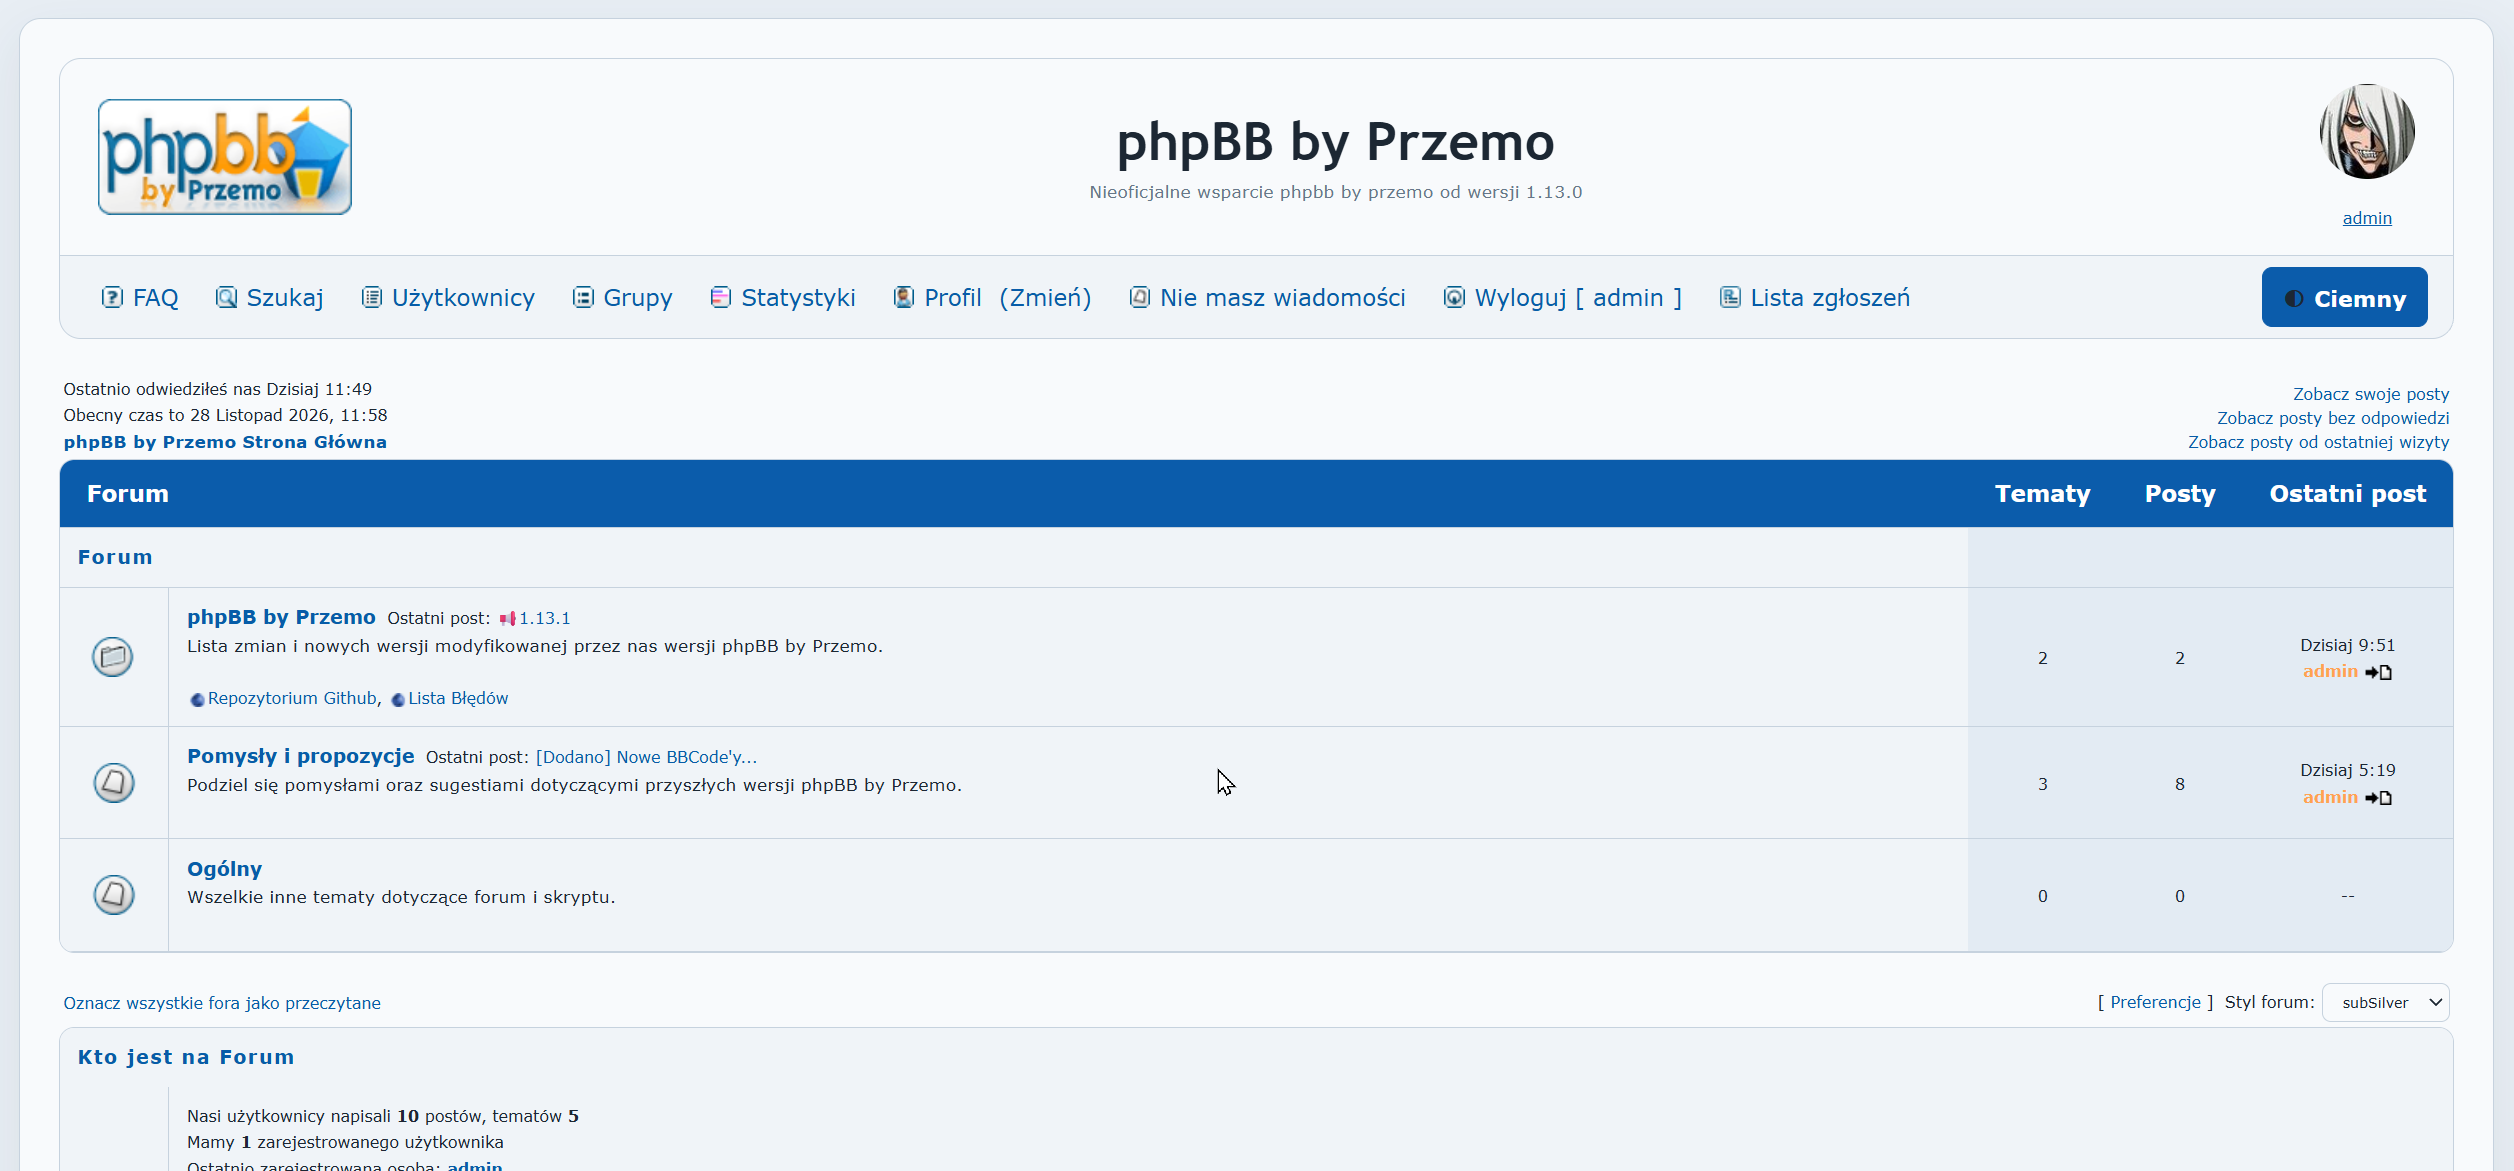 phpbb
by Przemo
phpBB by Przemo
Nieoficjalne wsparcie phpbb by przemo od wersji 1.13.0
admin
FAQ Szukaj Użytkownicy Grupy Statystyki Profil (Zmień) Nie masz wiadomości Wyloguj [ admin ] Lista zgłoszeń Ciemny
Ostatnio odwiedziłeś nas Dzisiaj 11:49
Obecny czas to 28 Listopad 2026, 11:58
phpBB by Przemo Strona Główna
Zobacz swoje posty
Zobacz posty bez odpowiedzi
Zobacz posty od ostatniej wizyty
Forum Tematy Posty Ostatni post
Forum
phpBB by Przemo Ostatni post: 1.13.1
Lista zmian i nowych wersji modyfikowanej przez nas wersji phpBB by Przemo.
Repozytorium Github, Lista Błędów
2 2
Dzisiaj 9:51
admin
Pomysły i propozycje Ostatni post: [Dodano] Nowe BBCode'y...
Podziel się pomysłami oraz sugestiami dotyczącymi przyszłych wersji phpBB by Przemo.
3 8
Dzisiaj 5:19
admin
Ogólny
Wszelkie inne tematy dotyczące forum i skryptu.
0 0 --
Oznacz wszystkie fora jako przeczytane
[ Preferencje ] Styl forum: subSilver
Kto jest na Forum
Nasi użytkownicy napisali 10 postów, tematów 5
Mamy 1 zarejestrowanego użytkownika
Ostatnio zarejestrowana osoba: admin